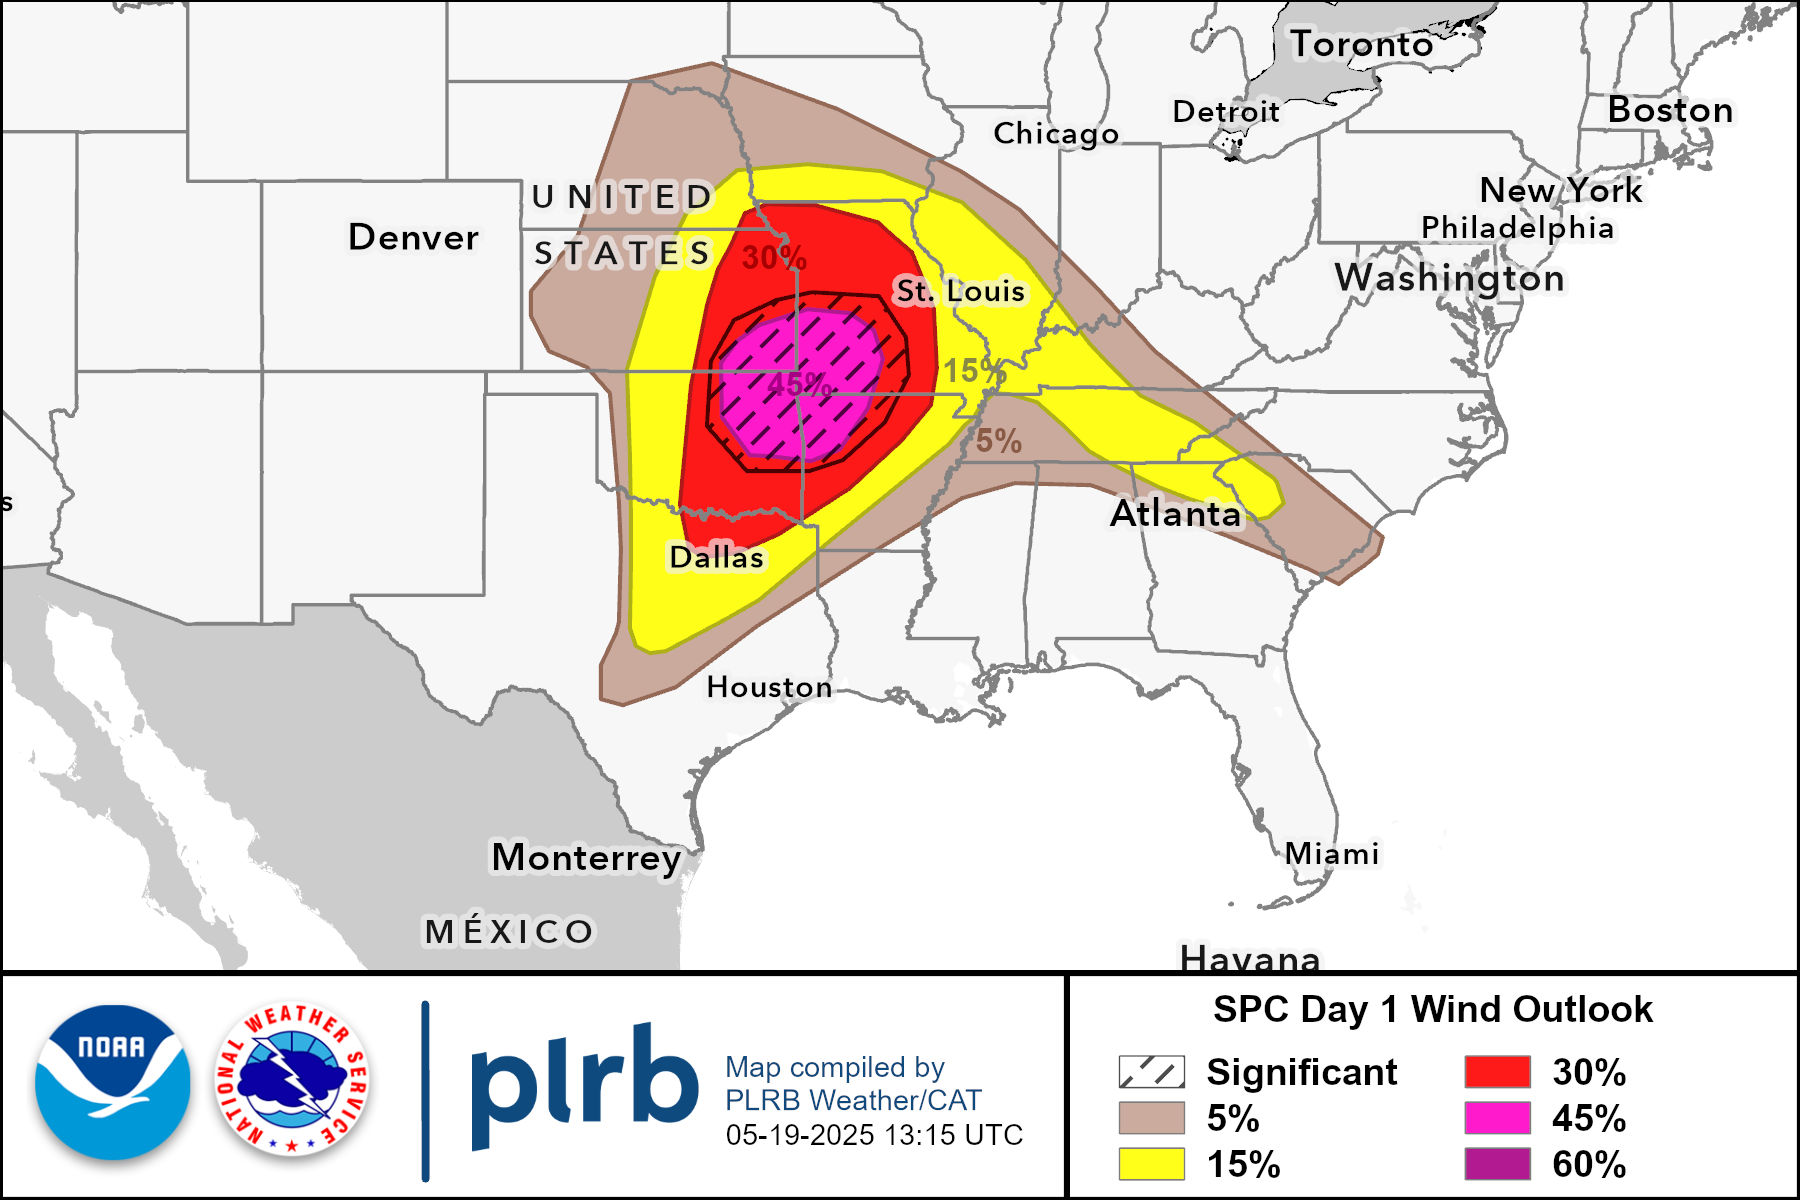 Toronto
Detroit
Boston
Chicago
UNITED
STATES
New York
Philadelphia
Denver
Washington
30%
St. Louis
45%
15%
5%
s
Atlanta
Dallas
Houston
Monterrey
Miami
MÉXICO
Havana
NOAA
NATIONAL WEATHER SERVICE
plrb
Map compiled by
PLRB Weather/CAT
05-19-2025 13:15 UTC
SPC Day 1 Wind Outlook
Significant
5%
15%
30%
45%
60%